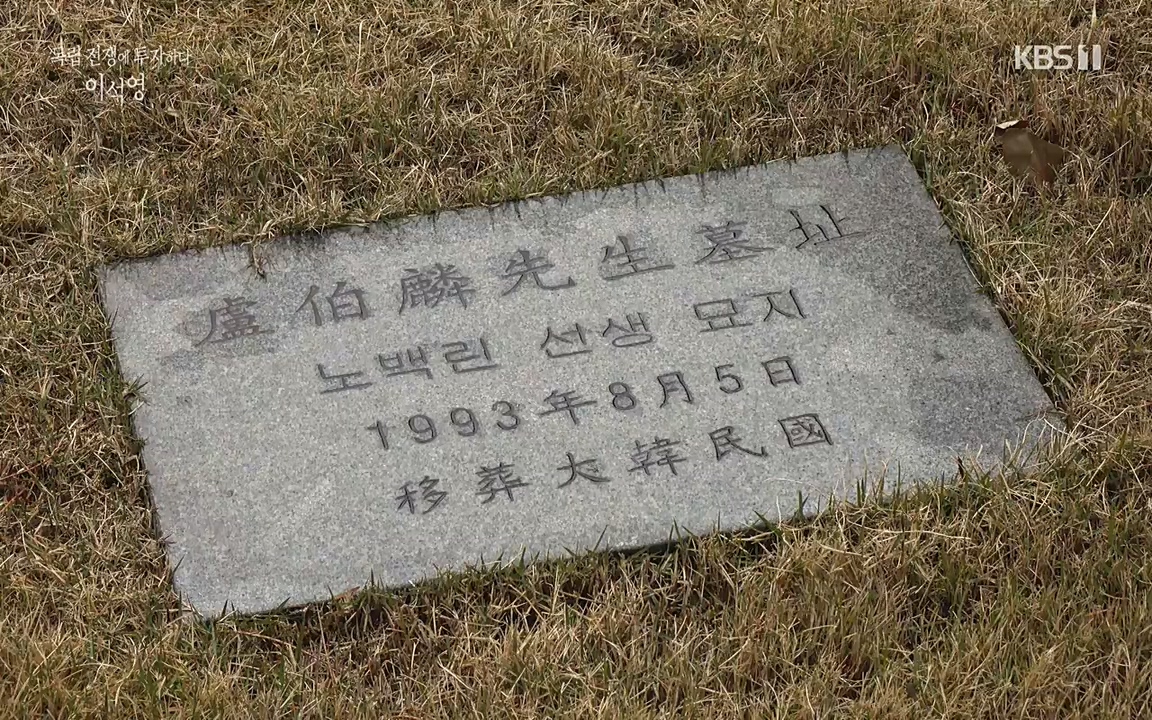 독립 전쟁에 투자하다
이석영
KBS 1
盧伯麟先生墓址
노백린 선생 묘지
1993年8月5日
移葬大韓民國